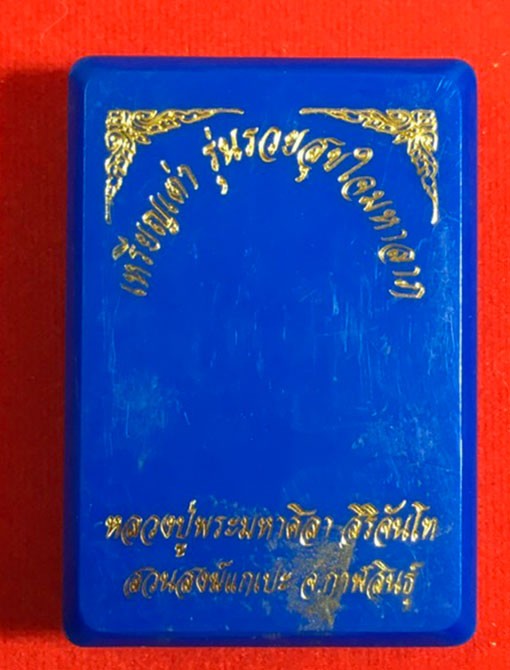 เหรียญเต่า รุ่นรวยสุขใจมหาลาภ
หลวงปู่พระมหาศิลา สิริจันโท
สวนสงฆ์แกเปะ จ.กาฬสินธุ์